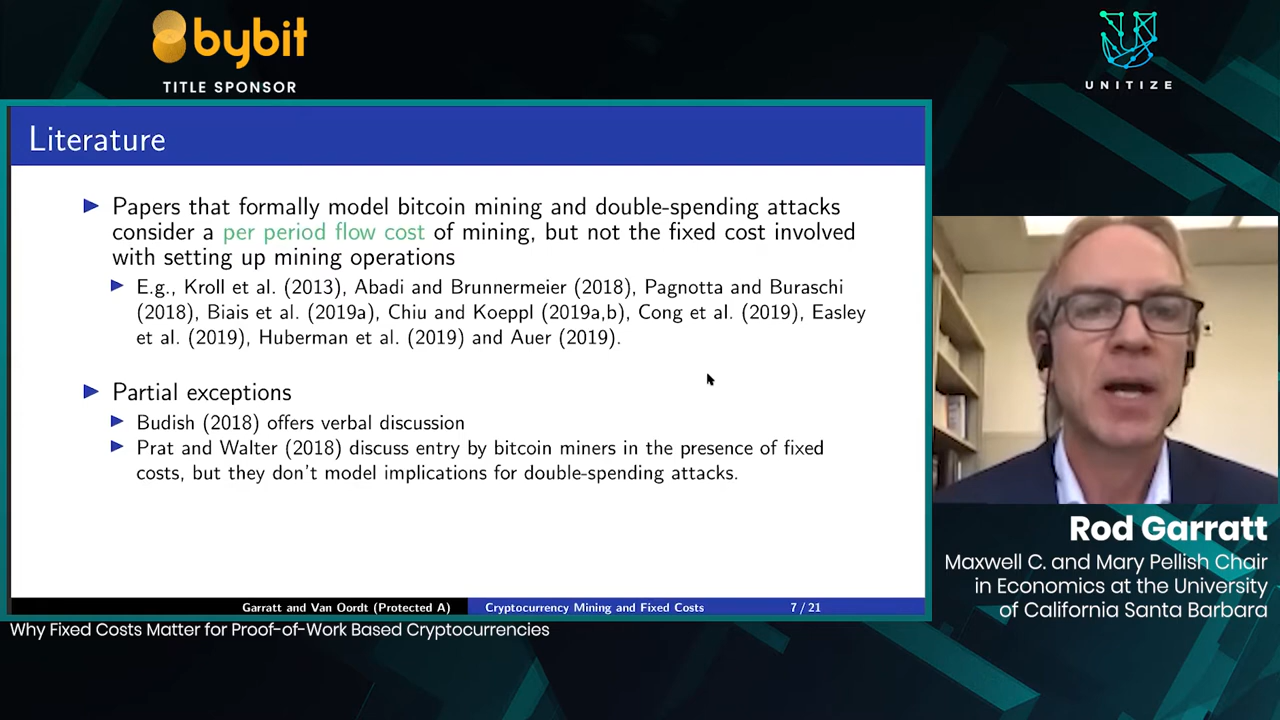 bybit
TITLE SPONSOR
UNITIZE
Literature
Papers that formally model bitcoin mining and double-spending attacks
consider a per period flow cost of mining, but not the fixed cost involved
with setting up mining operations
E.g., Kroll et al. (2013), Abadi and Brunnermeier (2018), Pagnotta and Buraschi
(2018), Biais et al. (2019a), Chiu and Koeppl (2019a,b), Cong et al. (2019), Easley
et al. (2019), Huberman et al. (2019) and Auer (2019).
Partial exceptions
Budish (2018) offers verbal discussion
Prat and Walter (2018) discuss entry by bitcoin miners in the presence of fixed
costs, but they don't model implications for double-spending attacks.
Garratt and Van Oordt (Protected A)
Cryptocurrency Mining and Fixed Costs
7 / 21
Why Fixed Costs Matter for Proof-of-Work Based Cryptocurrencies
Rod Garratt
Maxwell C. and Mary Pellish Chair
in Economics at the University
of California Santa Barbara